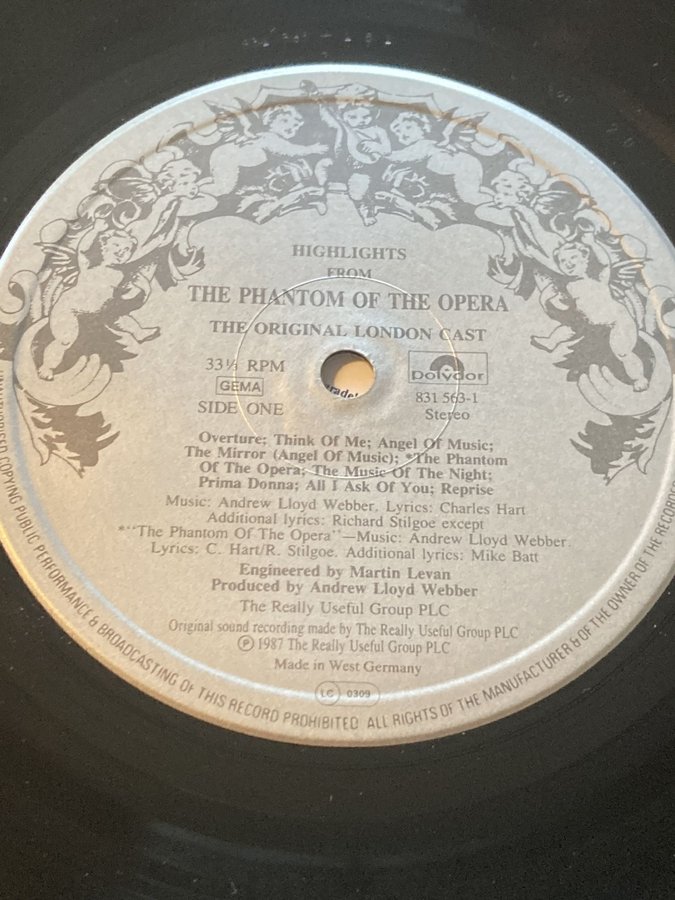 HIGHLIGHTS
FROM
THE PHANTOM OF THE OPERA
THE ORIGINAL LONDON CAST
33⅓ RPM
GEMA
SIDE ONE
Polydor
831 563-1
Stereo
Overture; Think Of Me; Angel Of Music;
The Mirror (Angel Of Music); *The Phantom
Of The Opera; The Music Of The Night;
Prima Donna; All I Ask Of You; Reprise
Music: Andrew Lloyd Webber. Lyrics: Charles Hart
Additional lyrics: Richard Stilgoe except
*"The Phantom Of The Opera"—Music: Andrew Lloyd Webber.
Lyrics: C. Hart/R. Stilgoe. Additional lyrics: Mike Batt
Engineered by Martin Levan
Produced by Andrew Lloyd Webber
The Really Useful Group PLC
Original sound recording made by The Really Useful Group PLC
℗ 1987 The Really Useful Group PLC
Made in West Germany
LC 0309
COPYING PUBLIC PERFORMANCE & BROADCASTING OF THIS RECORD PROHIBITED ALL RIGHTS OF THE MANUFACTURER & OF THE OWNER OF THE RECORDED